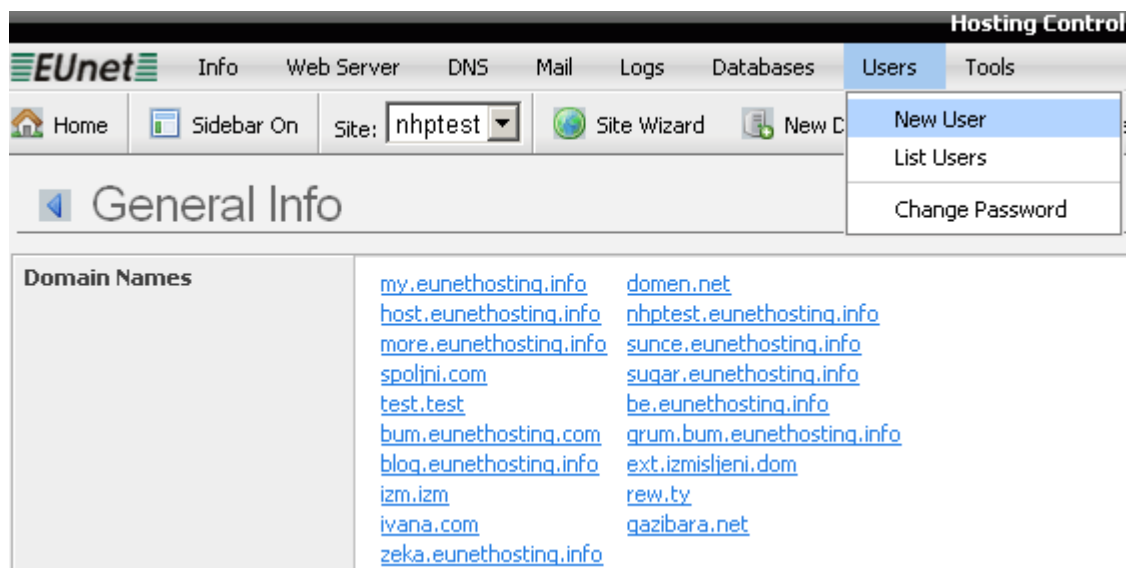 Hosting Control
EUnet Info Web Server DNS Mail Logs Databases Users Tools
Home Sidebar On Site: nhptest Site Wizard New
New User
List Users
Change Password
General Info
Domain Names
my.eunethosting.info domen.net
host.eunethosting.info nhptest.eunethosting.info
more.eunethosting.info sunce.eunethosting.info
spoljni.com sugar.eunethosting.info
test.test be.eunethosting.info
bum.eunethosting.com grum.bum.eunethosting.info
blog.eunethosting.info ext.izmisljeni.dom
izm.izm rew.ty
ivana.com gazibara.net
zeka.eunethosting.info